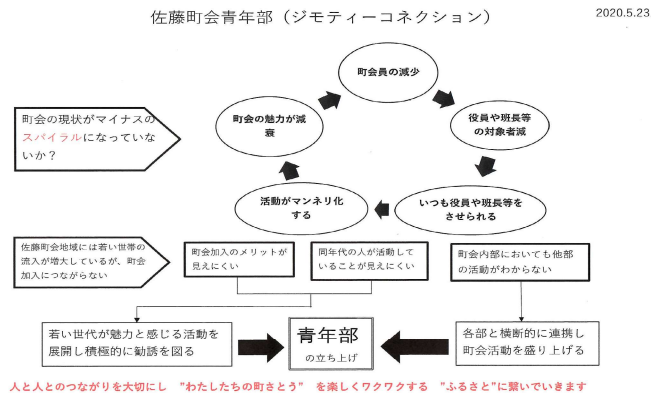 佐藤町会青年部（ジモティーコネクション）
2020.5.23
町会員の減少
町会の現状がマイナスの
スパイラルになっていな
いか？
町会の魅力が減
衰
役員や班長等
の対象者減
活動がマンネリ化
する
いつも役員や班長等を
させられる
佐藤町会地域には若い世帯の
流入が増大しているが、町会
加入につながらない
町会加入のメリットが
見えにくい
同年代の人が活動して
いることが見えにくい
町会内部においても他部
の活動がわからない
若い世代が魅力と感じる活動を
展開し積極的に勧誘を図る
青年部
の立ち上げ
各部と横断的に連携し
町会活動を盛り上げる
人と人とのつながりを大切にし　”わたしたちの町さとう”　を楽しくワクワクする　”ふるさと”に繋いでいきます